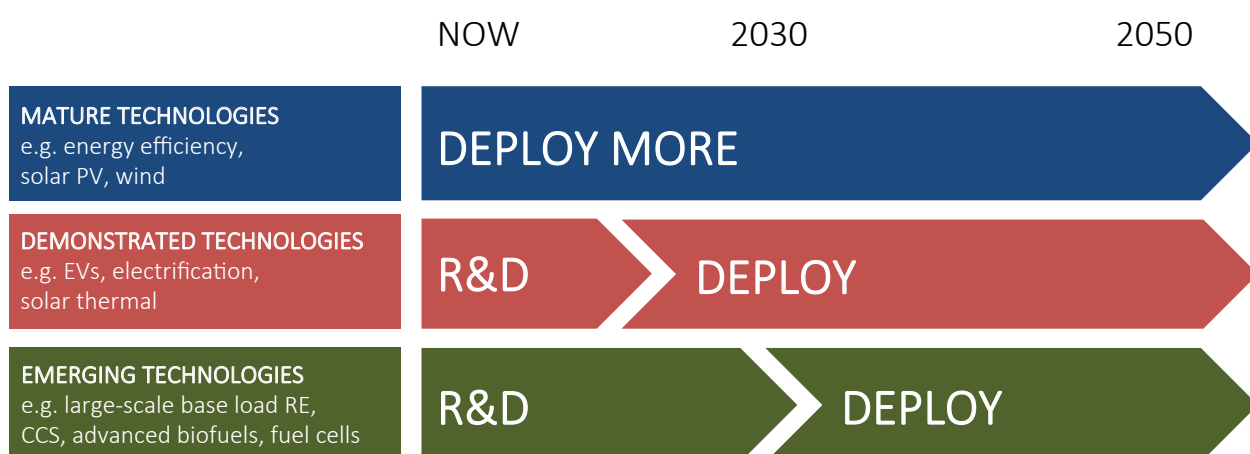 NOW 2030 2050
MATURE TECHNOLOGIES
e.g. energy efficiency,
solar PV, wind
DEPLOY MORE
DEMONSTRATED TECHNOLOGIES
e.g. EVs, electrification,
solar thermal
R&D
DEPLOY
EMERGING TECHNOLOGIES
e.g. large-scale base load RE,
CCS, advanced biofuels, fuel cells
R&D
DEPLOY